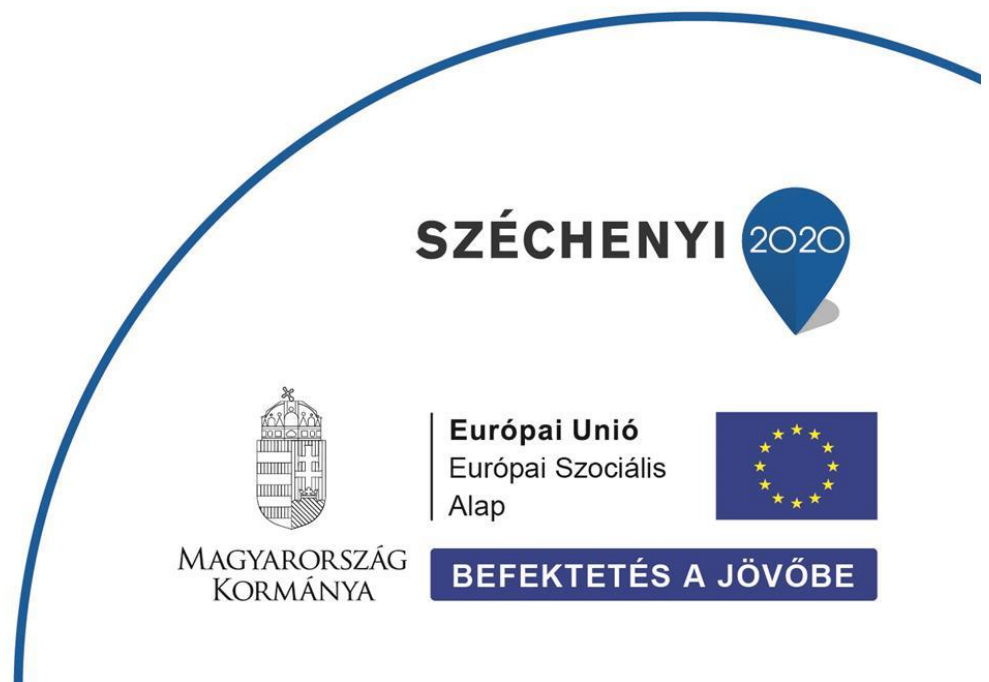 SZÉCHENYI 2020
Európai Unió
Európai Szociális
Alap
MAGYARORSZÁG
KORMÁNYA
BEFEKTETÉS A JÖVŐBE